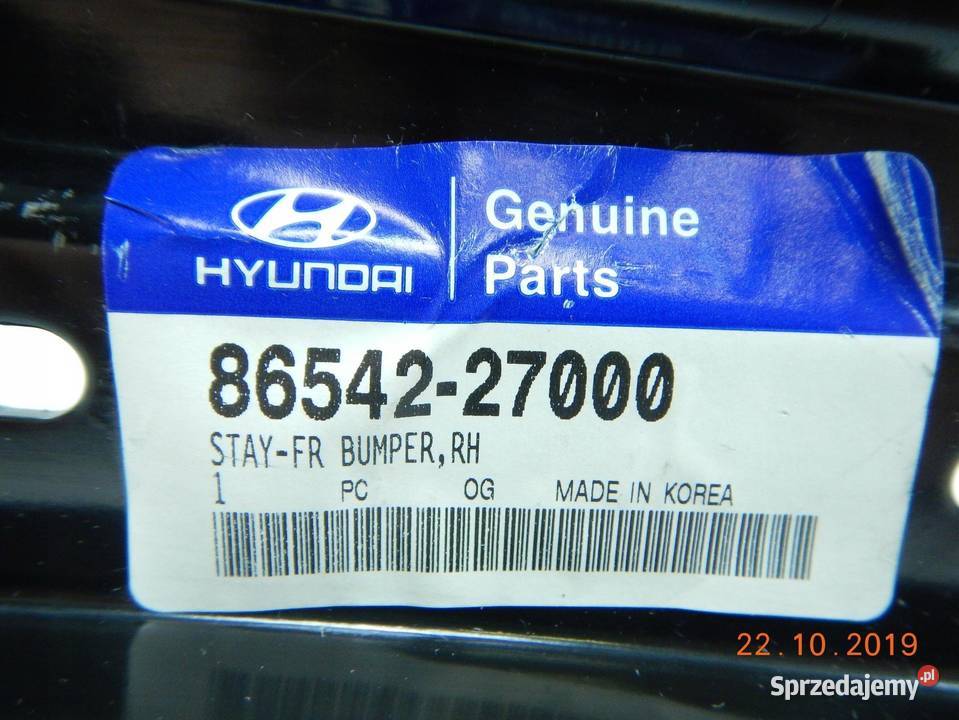 HYUNDAI
Genuine
Parts
86542-27000
STAY-FR BUMPER,RH
1 PC OG MADE IN KOREA
22.10.2019
Sprzedajemy.pl